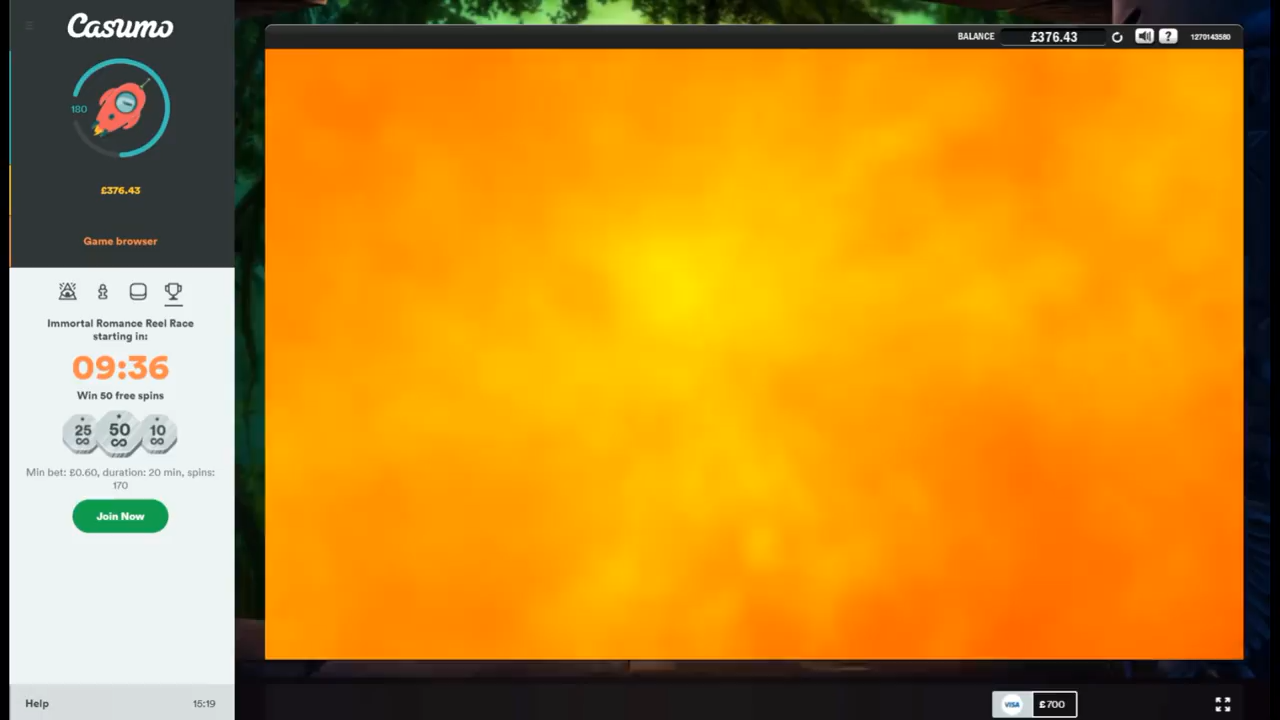 Casumo
180
£376.43
Game browser
Immortal Romance Reel Race
starting in:
09:36
Win 50 free spins
25
50
10
Min bet: £0.60, duration: 20 min, spins:
170
Join Now
Help
15:19
BALANCE
£376.43
?
1270143580
VISA
£700